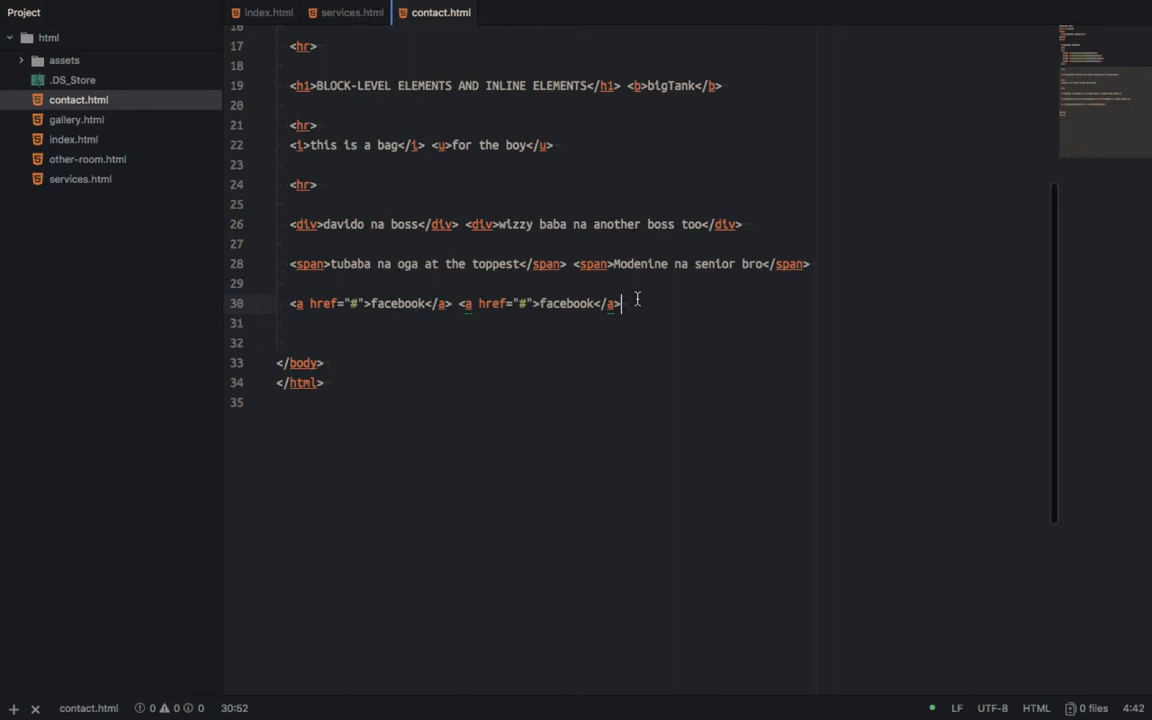 Project
index.html
services.html
contact.html
html
assets
.DS_Store
contact.html
gallery.html
index.html
other-room.html
services.html
16
17 <hr>
18
19 <h1>BLOCK-LEVEL ELEMENTS AND INLINE ELEMENTS</h1> <b>bigTank</b>
20
21 <hr>
22 <i>this is a bag</i> <u>for the boy</u>
23
24 <hr>
25
26 <div>davido na boss</div> <div>wizzy baba na another boss too</div>
27
28 <span>tubaba na oga at the toppest</span> <span>Modenine na senior bro</span>
29
30 <a href="#">facebook</a> <a href="#">facebook</a>
31
32
33 </body>
34 </html>
35
contact.html 0 0 0 30:52 LF UTF-8 HTML 0 files 4:42